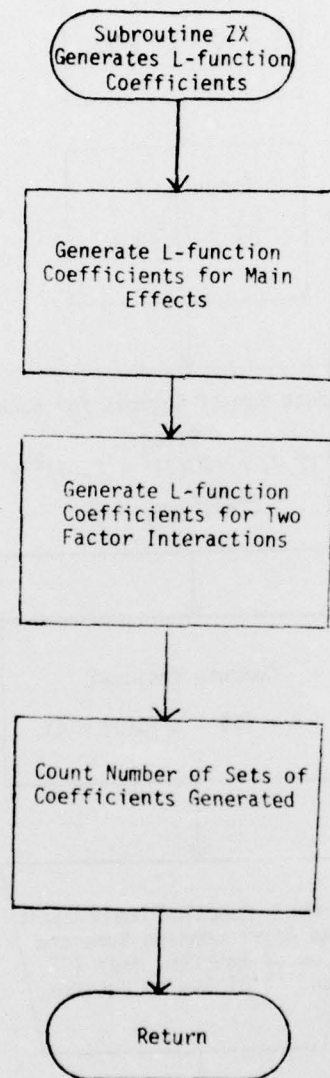 Subroutine ZX
Generates L-function
Coefficients
Generate L-function
Coefficients for Main
Effects
Generate L-function
Coefficients for Two
Factor Interactions
Count Number of Sets of
Coefficients Generated
Return